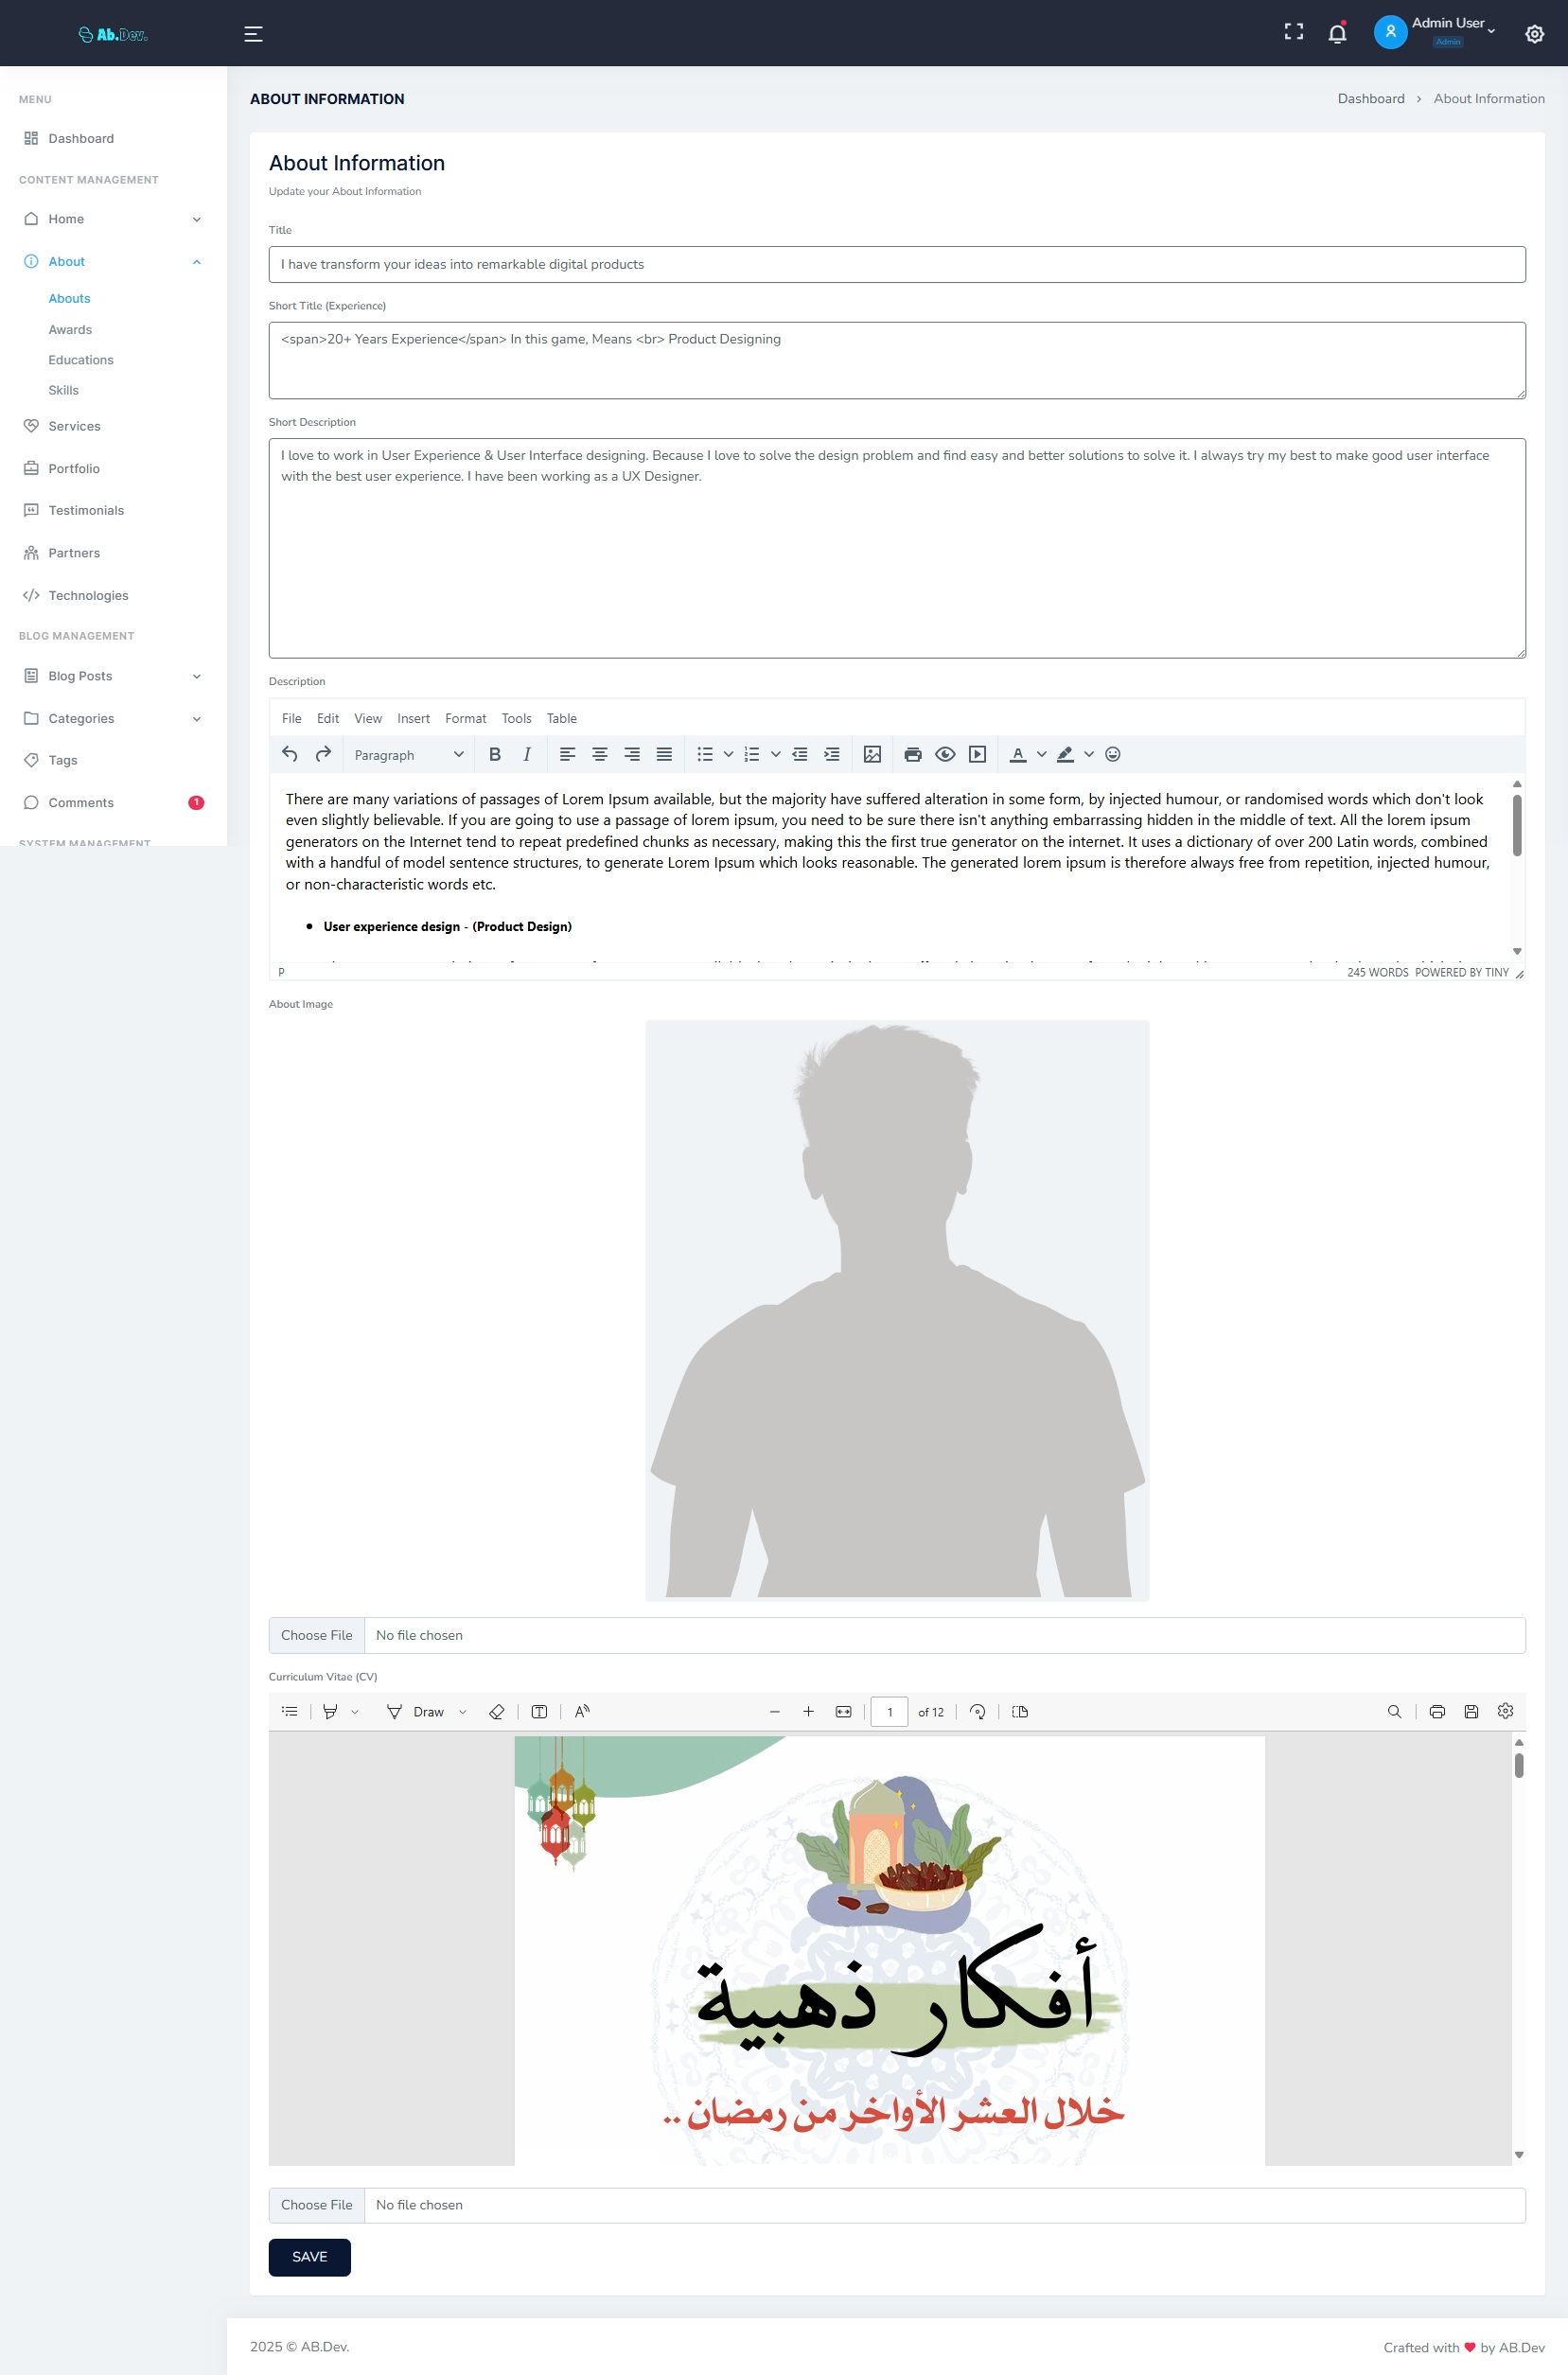 Ab.Dev.
Admin User
Admin
MENU
Dashboard
CONTENT MANAGEMENT
Home
About
Abouts
Awards
Educations
Skills
Services
Portfolio
Testimonials
Partners
Technologies
BLOG MANAGEMENT
Blog Posts
Categories
Tags
Comments
1
SYSTEM MANAGEMENT
ABOUT INFORMATION
Dashboard > About Information
About Information
Update your About Information
Title
I have transform your ideas into remarkable digital products
Short Title (Experience)
<span>20+ Years Experience</span> In this game, Means <br> Product Designing
Short Description
I love to work in User Experience & User Interface designing. Because I love to solve the design problem and find easy and better solutions to solve it. I always try my best to make good user interface
with the best user experience. I have been working as a UX Designer.
Description
File Edit View Insert Format Tools Table
Paragraph
There are many variations of passages of Lorem Ipsum available, but the majority have suffered alteration in some form, by injected humour, or randomised words which don't look
even slightly believable. If you are going to use a passage of lorem ipsum, you need to be sure there isn't anything embarrassing hidden in the middle of text. All the lorem ipsum
generators on the Internet tend to repeat predefined chunks as necessary, making this the first true generator on the internet. It uses a dictionary of over 200 Latin words, combined
with a handful of model sentence structures, to generate Lorem Ipsum which looks reasonable. The generated lorem ipsum is therefore always free from repetition, injected humour,
or non-characteristic words etc.
• User experience design - (Product Design)
P
245 WORDS POWERED BY TINY
About Image
Choose File No file chosen
Curriculum Vitae (CV)
Draw
1 of 12
أفكار ذهبية
خلال العشر الأواخر من رمضان ..
Choose File No file chosen
SAVE
2025 © AB.Dev.
Crafted with ♥ by AB.Dev